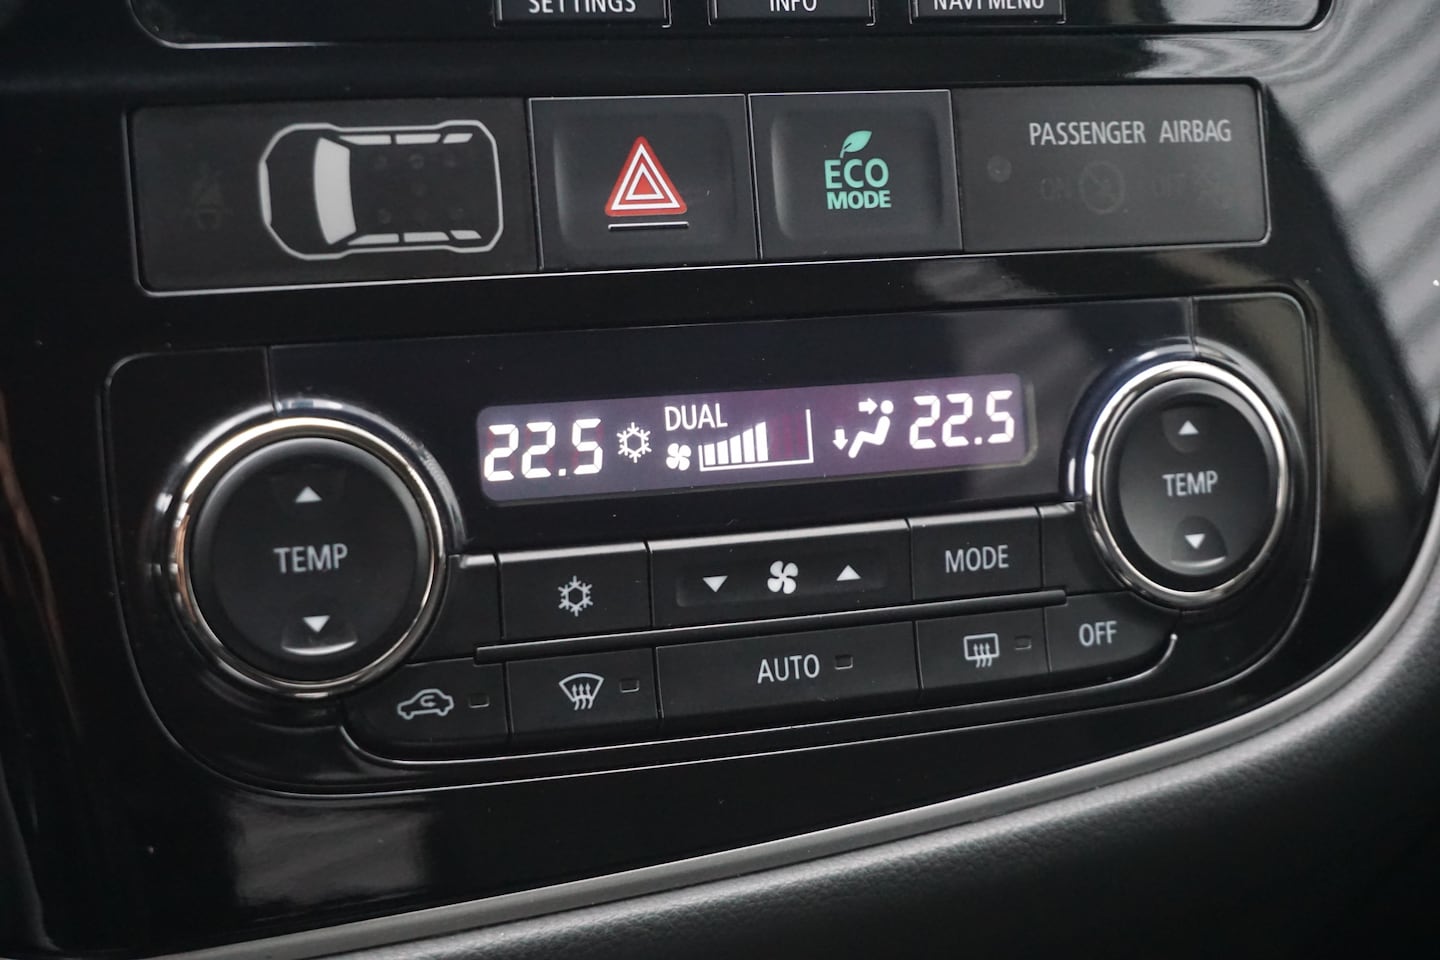 SETTINGS
INFO
NAVI MENU
ECO
MODE
PASSENGER AIRBAG
22.5
DUAL
22.5
TEMP
TEMP
MODE
AUTO
OFF